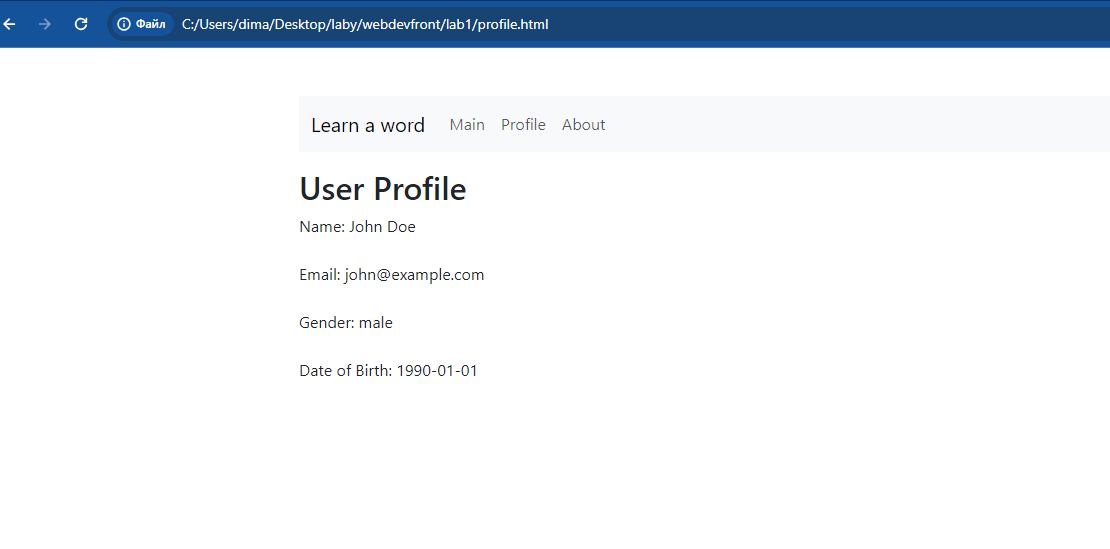 Файл C:/Users/dima/Desktop/laby/webdevfront/lab1/profile.html
Learn a word Main Profile About
User Profile
Name: John Doe
Email: john@example.com
Gender: male
Date of Birth: 1990-01-01